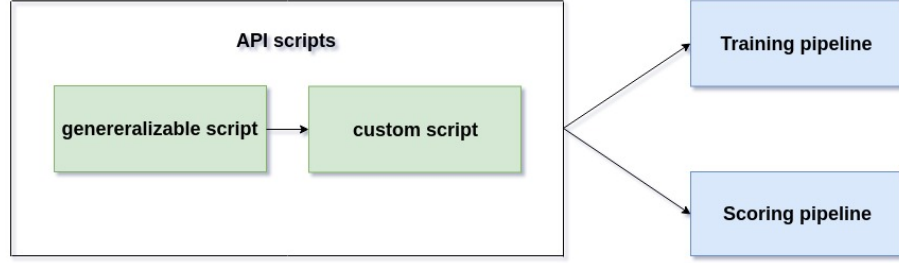 API scripts
genereralizable script
custom script
Training pipeline
Scoring pipeline